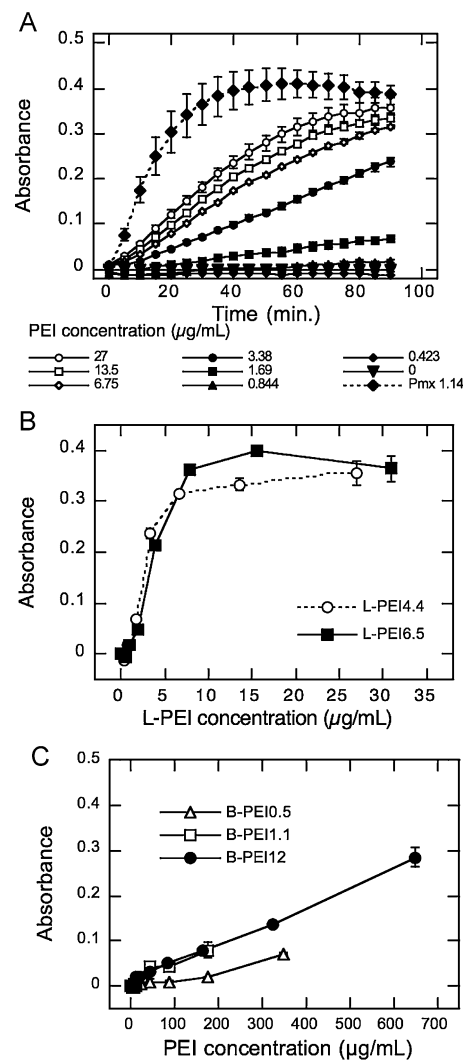 A
0.5
0.4
0.3
0.2
0.1
0
Absorbance
0 20 40 60 80 100
Time (min.)
PEI concentration (µg/mL)
27 3.38 0.423
13.5 1.69 0
6.75 0.844 Pmx 1.14
B
0.4
0.3
0.2
0.1
0
Absorbance
L-PEI4.4
L-PEI6.5
0 5 10 15 20 25 30 35
L-PEI concentration (µg/mL)
C
0.5
0.4
0.3
0.2
0.1
0
Absorbance
B-PEI0.5
B-PEI1.1
B-PEI12
0 100 200 300 400 500 600 700
PEI concentration (µg/mL)